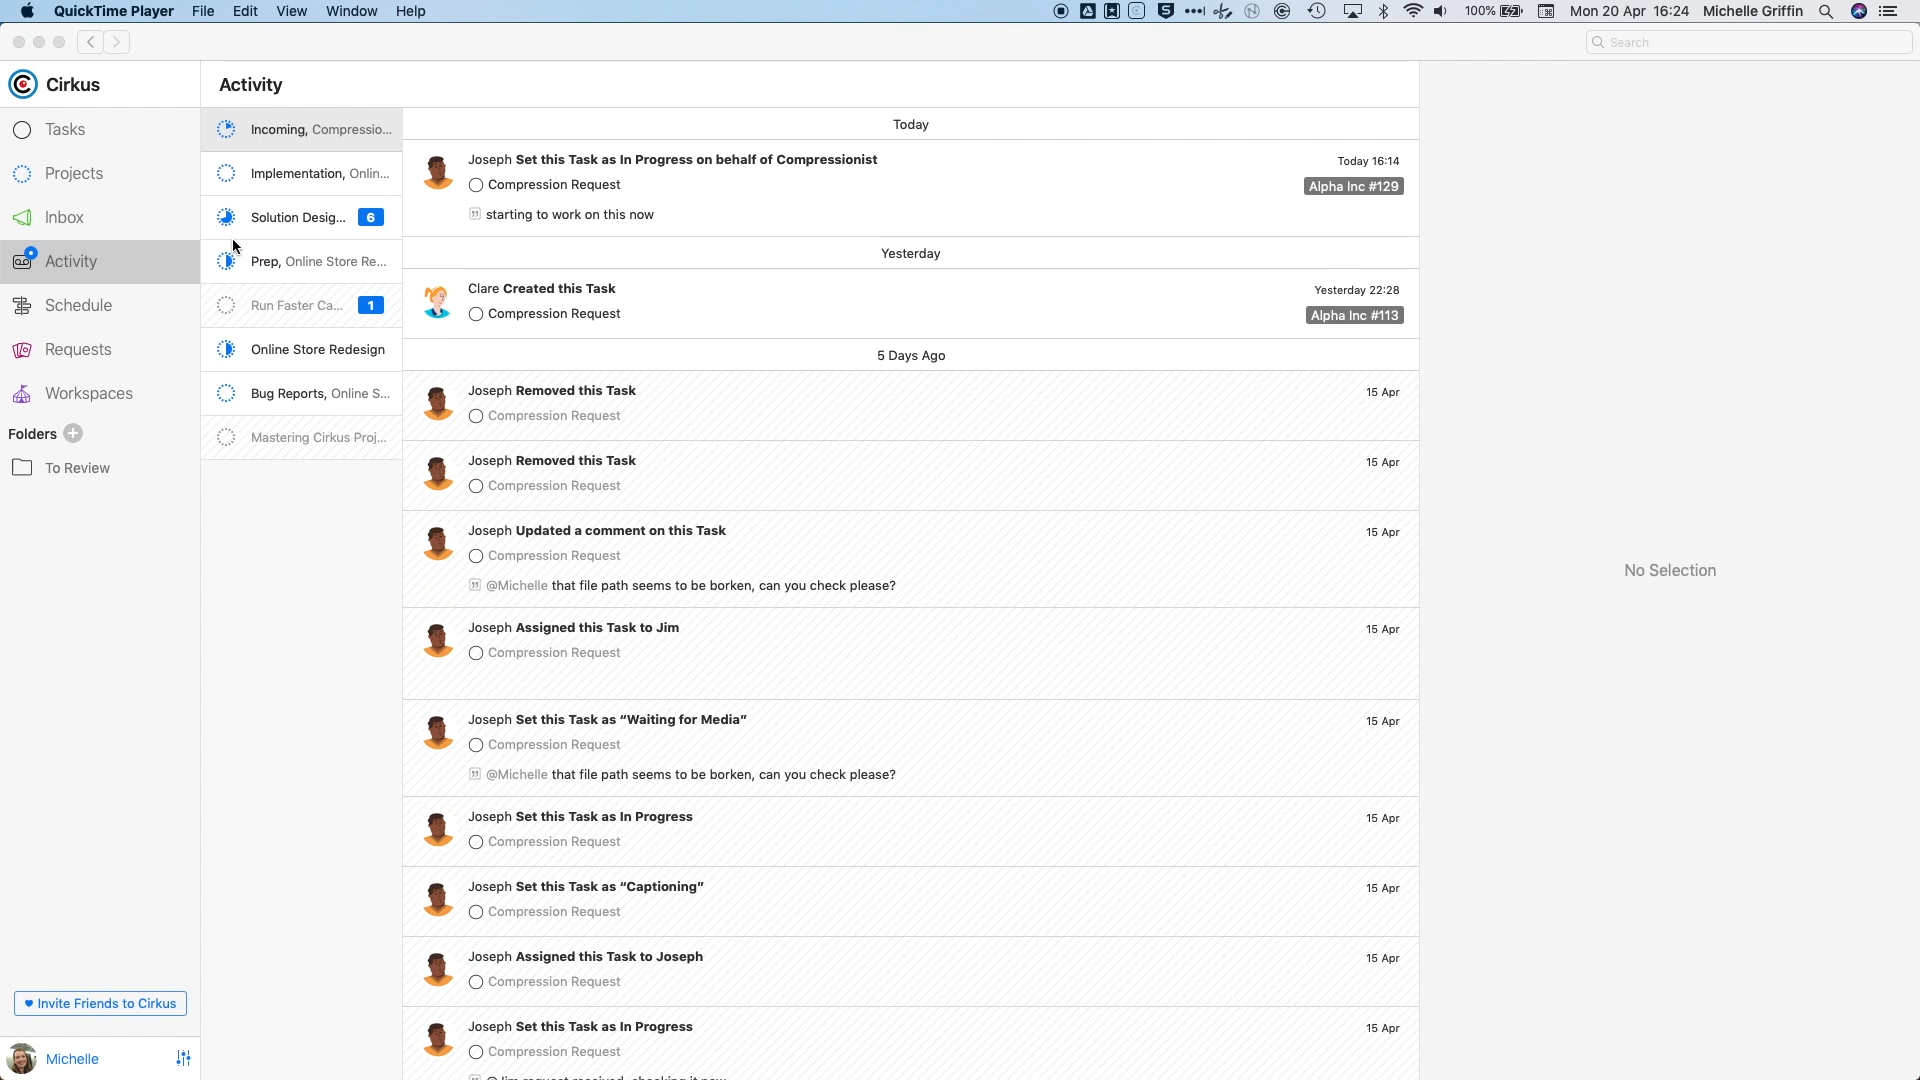 QuickTime Player File Edit View Window Help
100% Mon 20 Apr 16:24 Michelle Griffin
Search
Cirkus
Activity
Tasks
Projects
Inbox
Activity
Schedule
Requests
Workspaces
Folders
To Review
Invite Friends to Cirkus
Michelle
Incoming, Compressio...
Implementation, Onlin...
Solution Desig... 6
Prep, Online Store Re...
Run Faster Ca... 1
Online Store Redesign
Bug Reports, Online S...
Mastering Cirkus Proj...
Today
Joseph Set this Task as In Progress on behalf of Compressionist Today 16:14
Compression Request Alpha Inc #129
starting to work on this now
Yesterday
Clare Created this Task Yesterday 22:28
Compression Request Alpha Inc #113
5 Days Ago
Joseph Removed this Task 15 Apr
Compression Request
Joseph Removed this Task 15 Apr
Compression Request
Joseph Updated a comment on this Task 15 Apr
Compression Request
@Michelle that file path seems to be borken, can you check please?
Joseph Assigned this Task to Jim 15 Apr
Compression Request
Joseph Set this Task as “Waiting for Media” 15 Apr
Compression Request
@Michelle that file path seems to be borken, can you check please?
Joseph Set this Task as In Progress 15 Apr
Compression Request
Joseph Set this Task as “Captioning” 15 Apr
Compression Request
Joseph Assigned this Task to Joseph 15 Apr
Compression Request
Joseph Set this Task as In Progress 15 Apr
Compression Request
No Selection